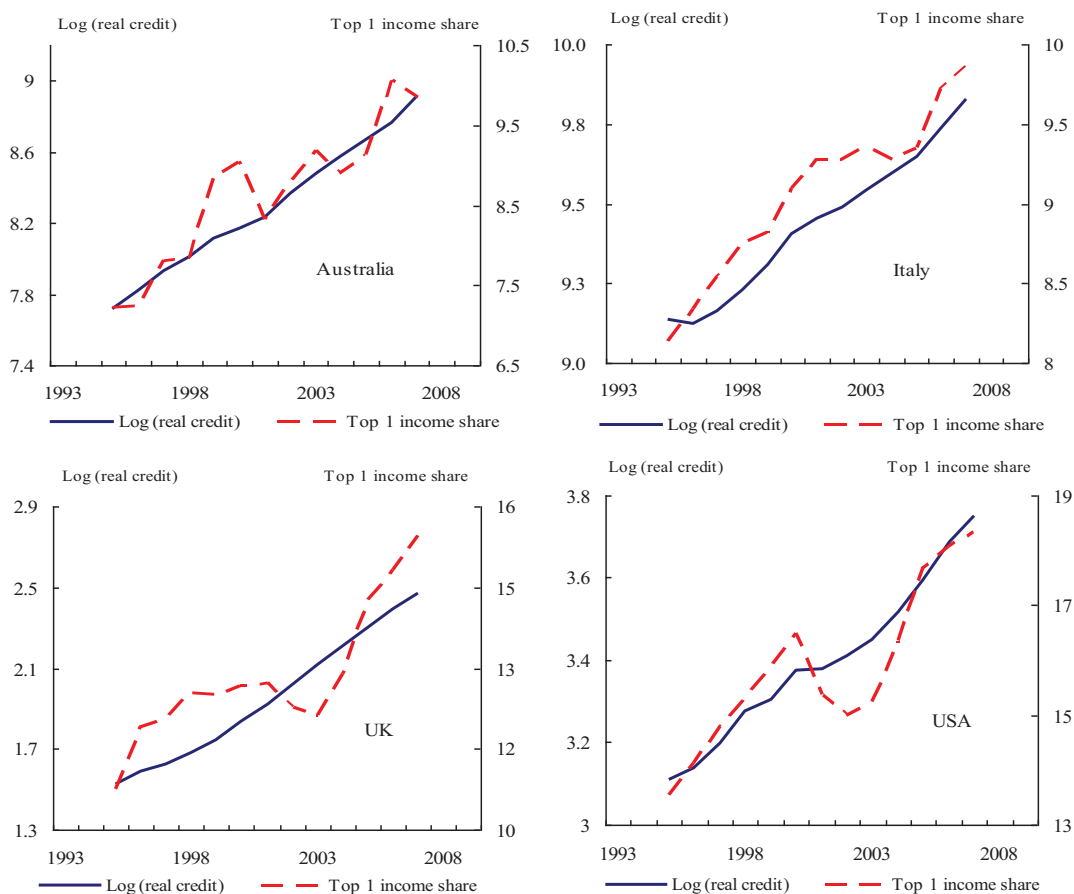 Log (real credit) Top 1 income share
9 10.5
8.6 9.5
8.2 8.5
7.8 7.5
7.4 6.5
Australia
1993 1998 2003 2008
Log (real credit) Top 1 income share
Log (real credit) Top 1 income share
10.0 10
9.8
9.5 9
9.3
9.0 8
Italy
1993 1998 2003 2008
Log (real credit) Top 1 income share
Log (real credit) Top 1 income share
2.9 16
2.5 15
2.1 13
1.7 12
1.3 10
UK
1993 1998 2003 2008
Log (real credit) Top 1 income share
Log (real credit) Top 1 income share
3.8 19
3.6 17
3.4
3.2 15
3 13
USA
1993 1998 2003 2008
Log (real credit) Top 1 income share